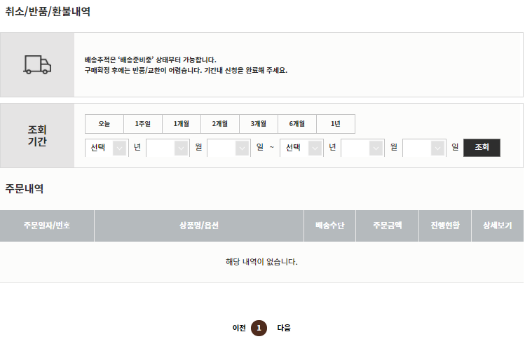 취소/반품/환불내역
배송추적은 '배송준비중' 상태부터 가능합니다.
구매확정 후에는 반품/교환이 어렵습니다. 기간내 신청을 완료해 주세요.
조회
기간
오늘 1주일 1개월 2개월 3개월 6개월 1년
선택 년 월 일 ~ 선택 년 월 일 조회
주문내역
주문일자/번호 상품명/옵션 배송수단 주문금액 진행현황 상세보기
해당 내역이 없습니다.
이전 1 다음